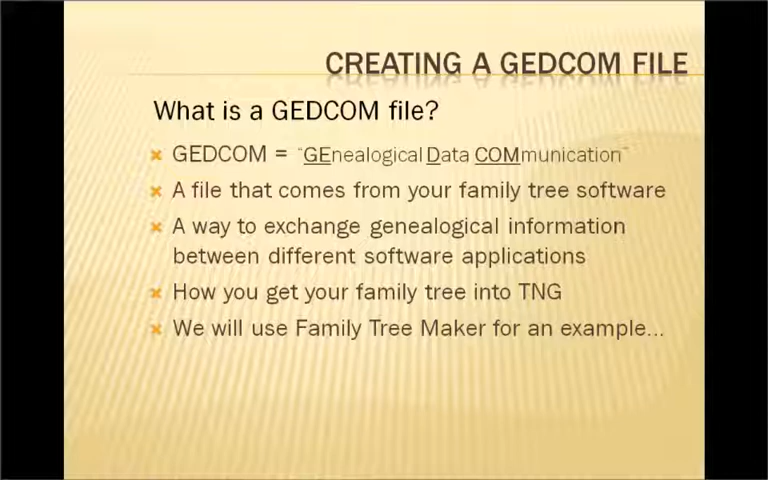 CREATING A GEDCOM FILE
What is a GEDCOM file?
GEDCOM = "GEnealogical Data COMmunication"
A file that comes from your family tree software
A way to exchange genealogical information
between different software applications
How you get your family tree into TNG
We will use Family Tree Maker for an example...